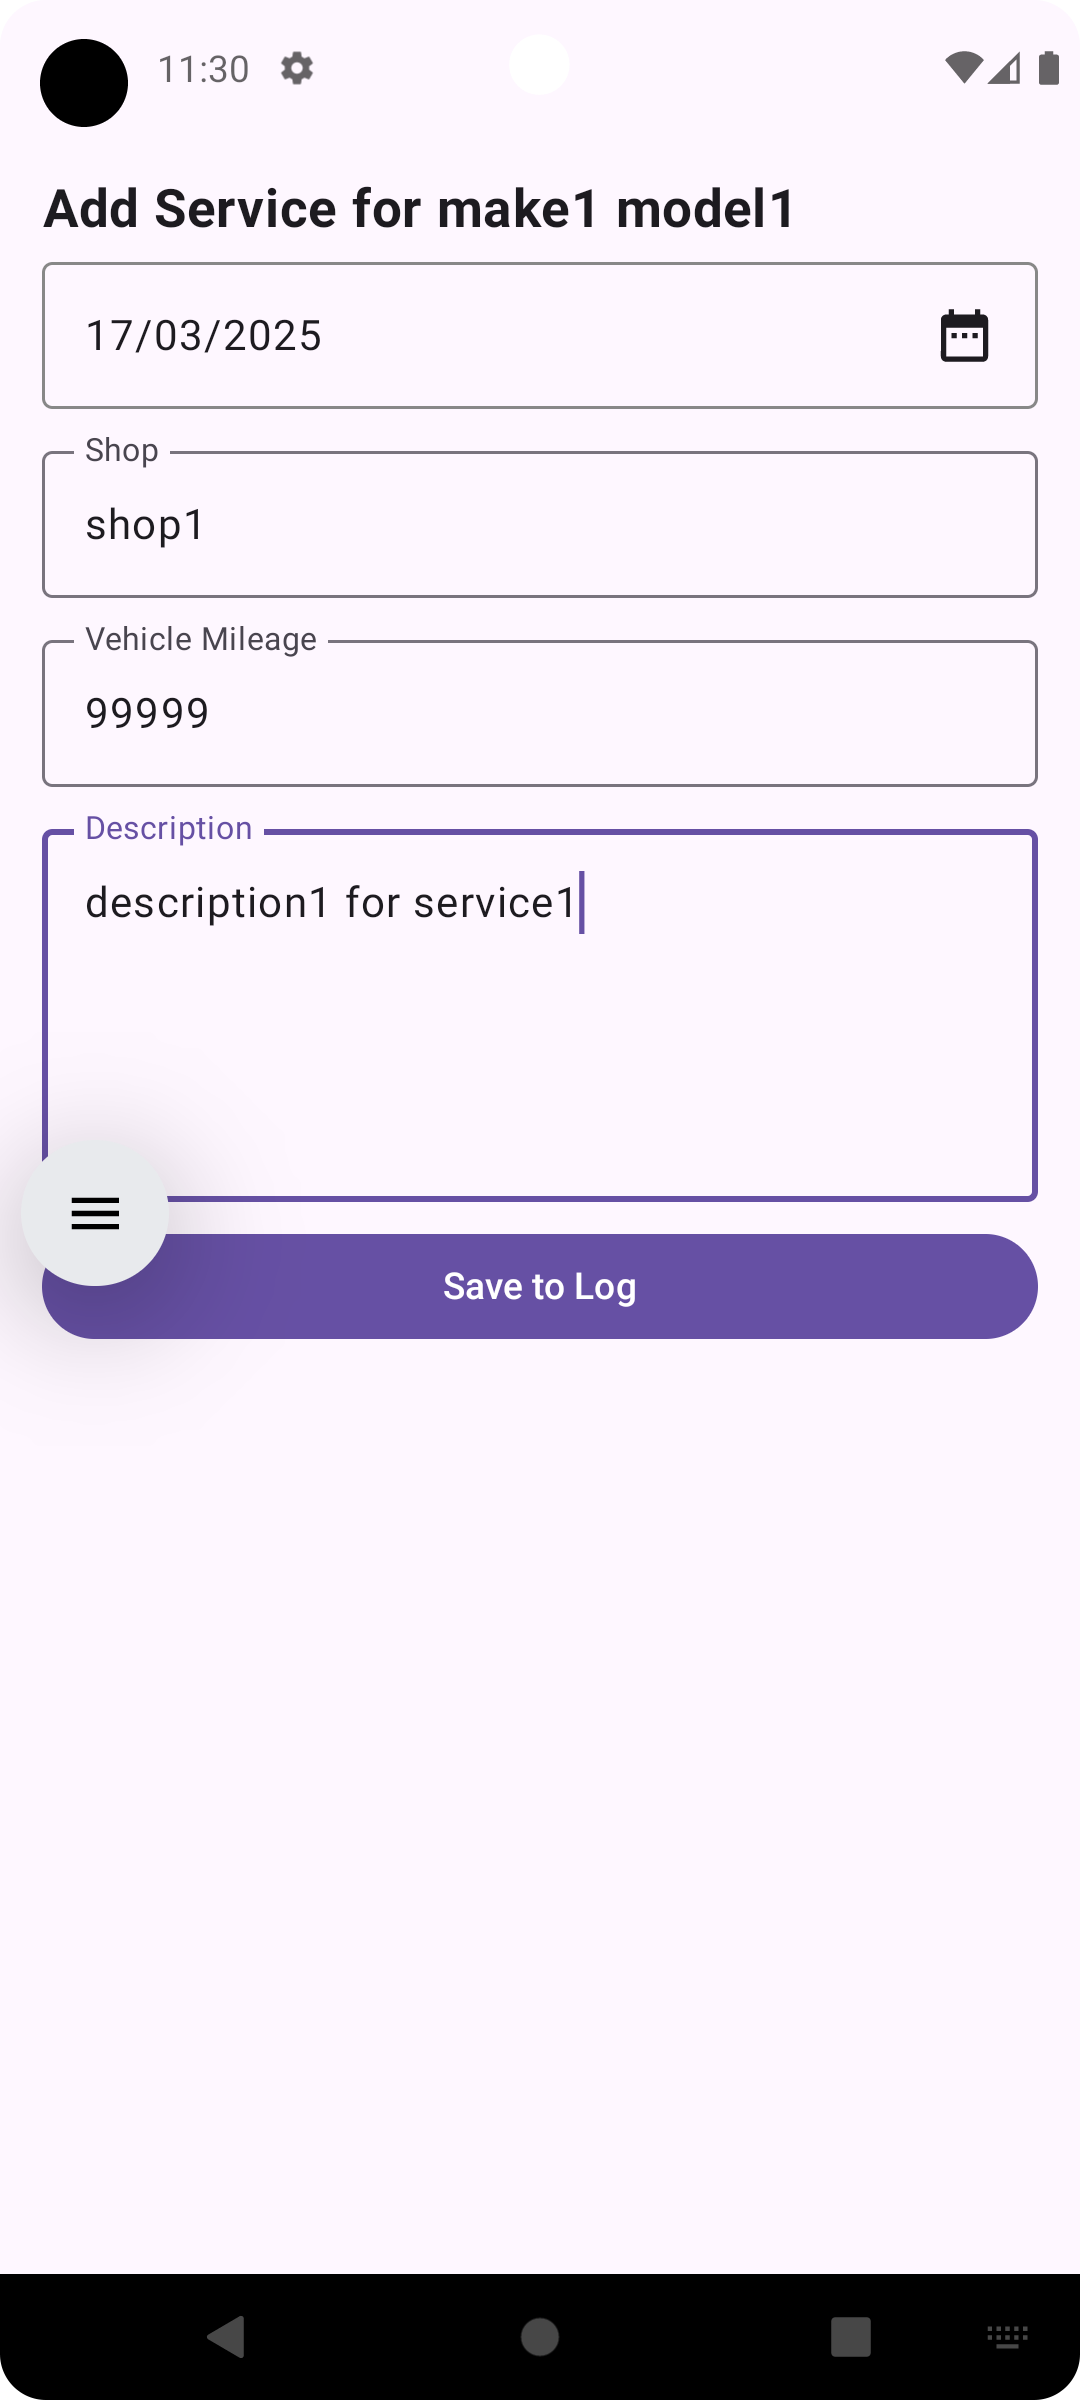 11:30
Add Service for make1 model1
17/03/2025
Shop
shop1
Vehicle Mileage
99999
Description
description1 for service1
Save to Log